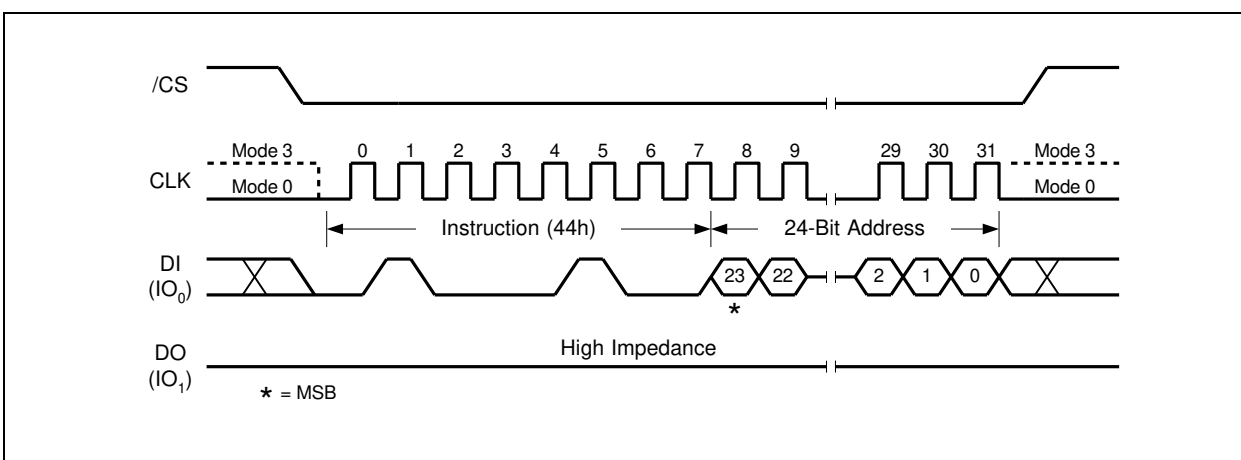 /CS
Mode 3
0 1 2 3 4 5 6 7 8 9 29 30 31
Mode 3
CLK
Mode 0
Mode 0
Instruction (44h)
24-Bit Address
DI
(IO0)
23 22 2 1 0
*
High Impedance
DO
(IO1)
* = MSB